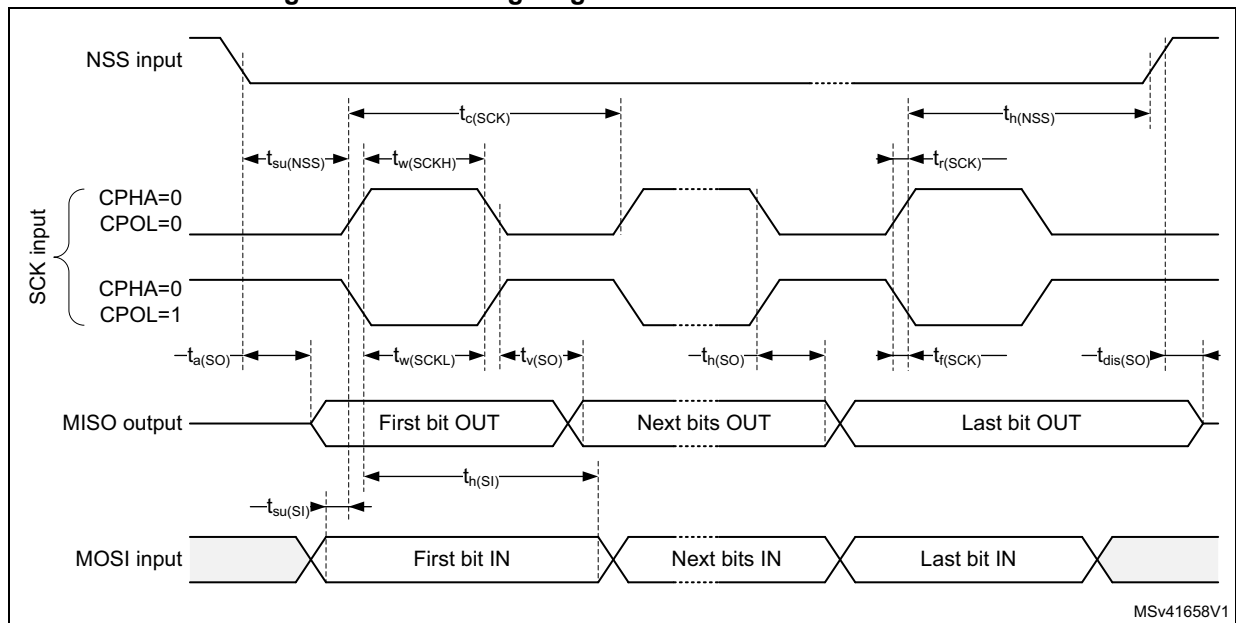 NSS input
tc(SCK)
th(NSS)
tsu(NSS)
tw(SCKH)
tr(SCK)
SCK input
CPHA=0
CPOL=0
CPHA=0
CPOL=1
ta(SO)
tw(SCKL)
tv(SO)
th(SO)
tf(SCK)
tdis(SO)
MISO output
First bit OUT
Next bits OUT
Last bit OUT
th(SI)
tsu(SI)
MOSI input
First bit IN
Next bits IN
Last bit IN
MSv41658V1